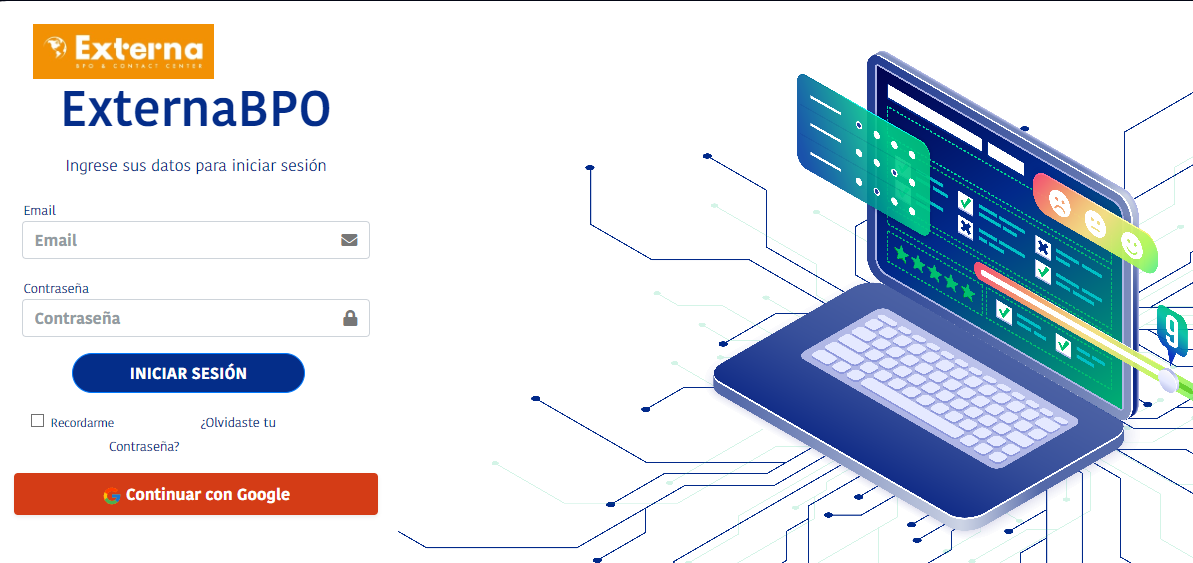 Externa
BPO & CONTACT CENTER
ExternaBPO
Ingrese sus datos para iniciar sesión
Email
Email
Contraseña
Contraseña
INICIAR SESIÓN
Recordarme ¿Olvidaste tu
Contraseña?
Continuar con Google
9